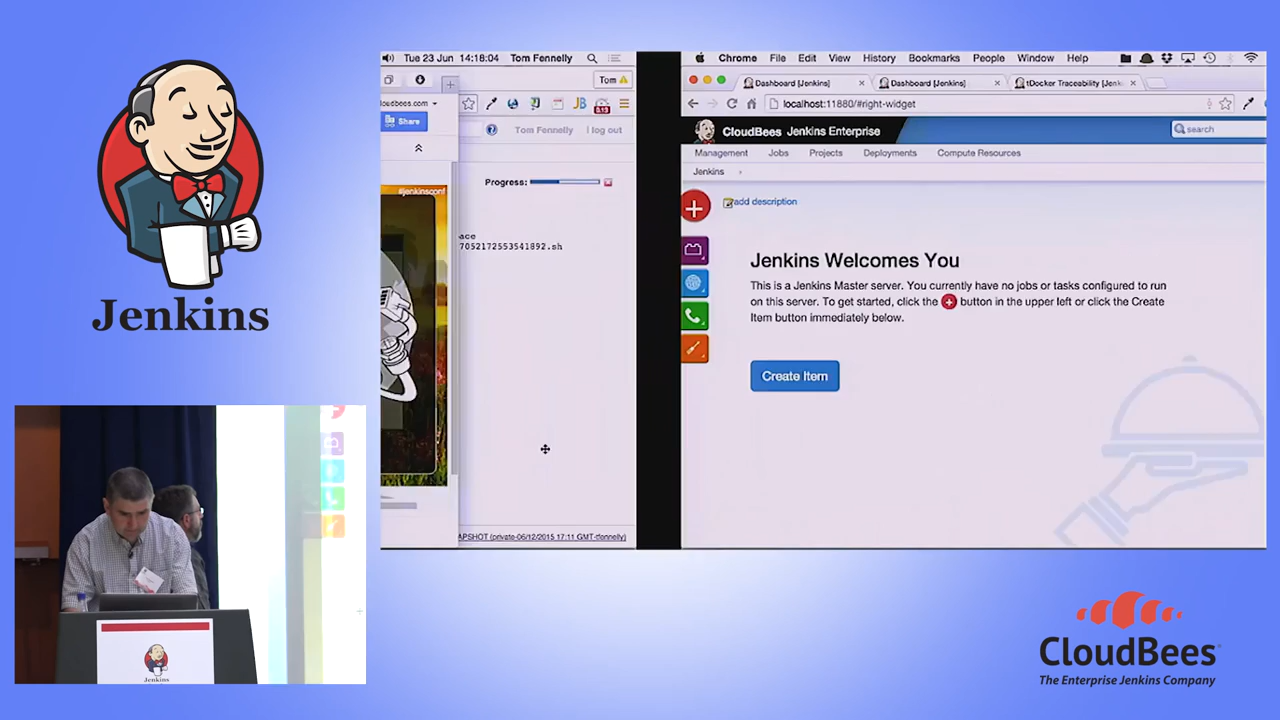 Jenkins
Tue 23 Jun 14:18:04 Tom Fennelly
Tom
loudbees.com
JB
Share
Tom Fennelly | log out
Progress:
#jenkinsconf
ace
7052172553541892.sh
APSHOT (private-06/12/2015 17:11 GMT-tfennelly)
Chrome File Edit View History Bookmarks People Window Help
Dashboard [Jenkins]
Dashboard [Jenkins]
tDocker Traceability [Jenk
localhost:11880/#right-widget
CloudBees Jenkins Enterprise
search
Management Jobs Projects Deployments Compute Resources
Jenkins
add description
Jenkins Welcomes You
This is a Jenkins Master server. You currently have no jobs or tasks configured to run
on this server. To get started, click the button in the upper left or click the Create
Item button immediately below.
Create Item
Jenkins
CloudBees
The Enterprise Jenkins Company